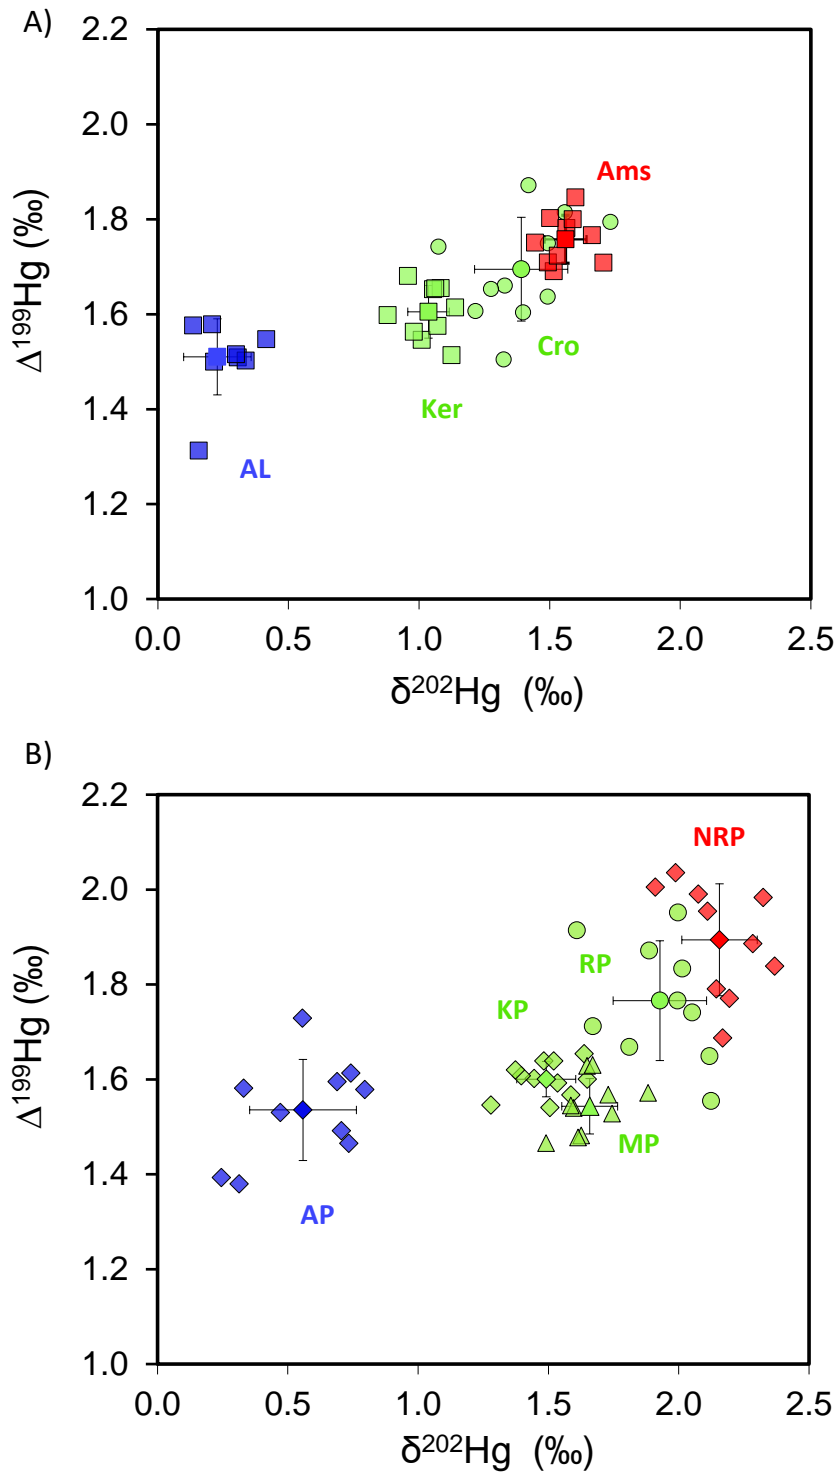 A)
2.2
2.0
1.8
1.6
1.4
1.2
1.0
Δ¹⁹⁹Hg (‰)
Ams
Cro
Ker
AL
0.0 0.5 1.0 1.5 2.0 2.5
δ²⁰²Hg (‰)
B)
2.2
2.0
1.8
1.6
1.4
1.2
1.0
Δ¹⁹⁹Hg (‰)
NRP
RP
KP
MP
AP
0.0 0.5 1.0 1.5 2.0 2.5
δ²⁰²Hg (‰)